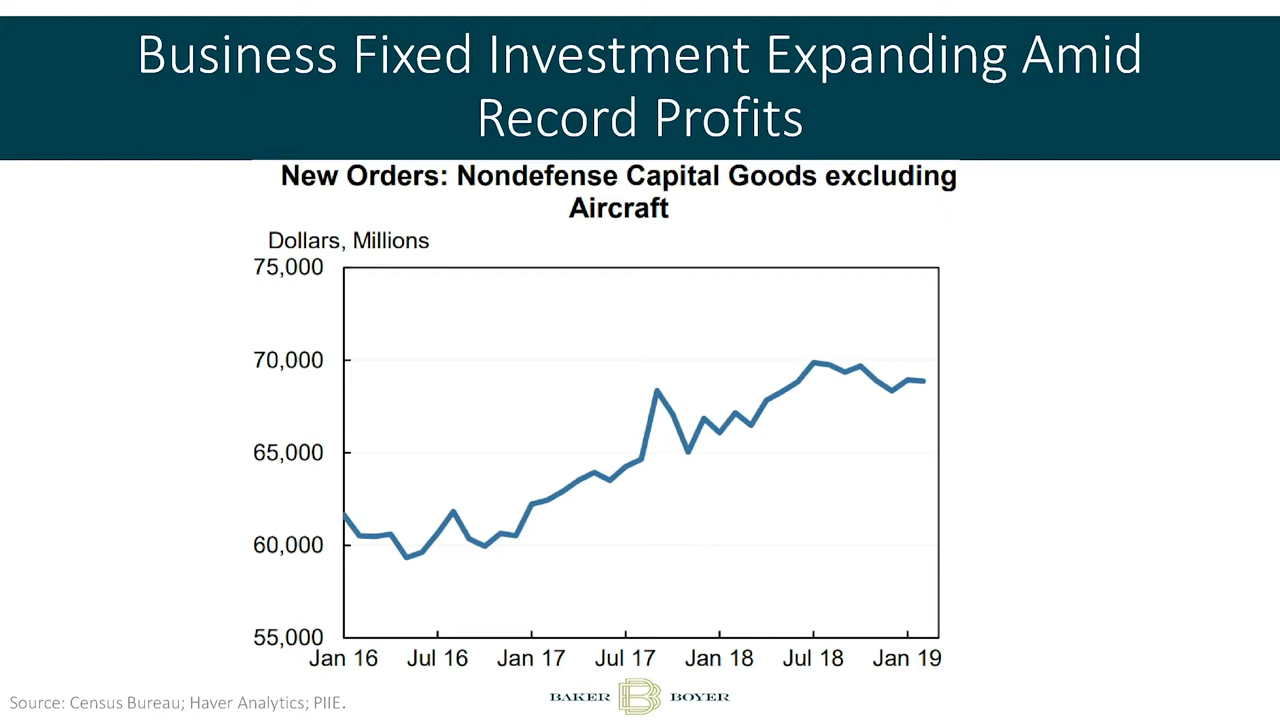 Business Fixed Investment Expanding Amid
Record Profits
New Orders: Nondefense Capital Goods excluding
Aircraft
Dollars, Millions
75,000
70,000
65,000
60,000
55,000
Jan 16 Jul 16 Jan 17 Jul 17 Jan 18 Jul 18 Jan 19
Source: Census Bureau; Haver Analytics; PIIE.
BAKER B BOYER